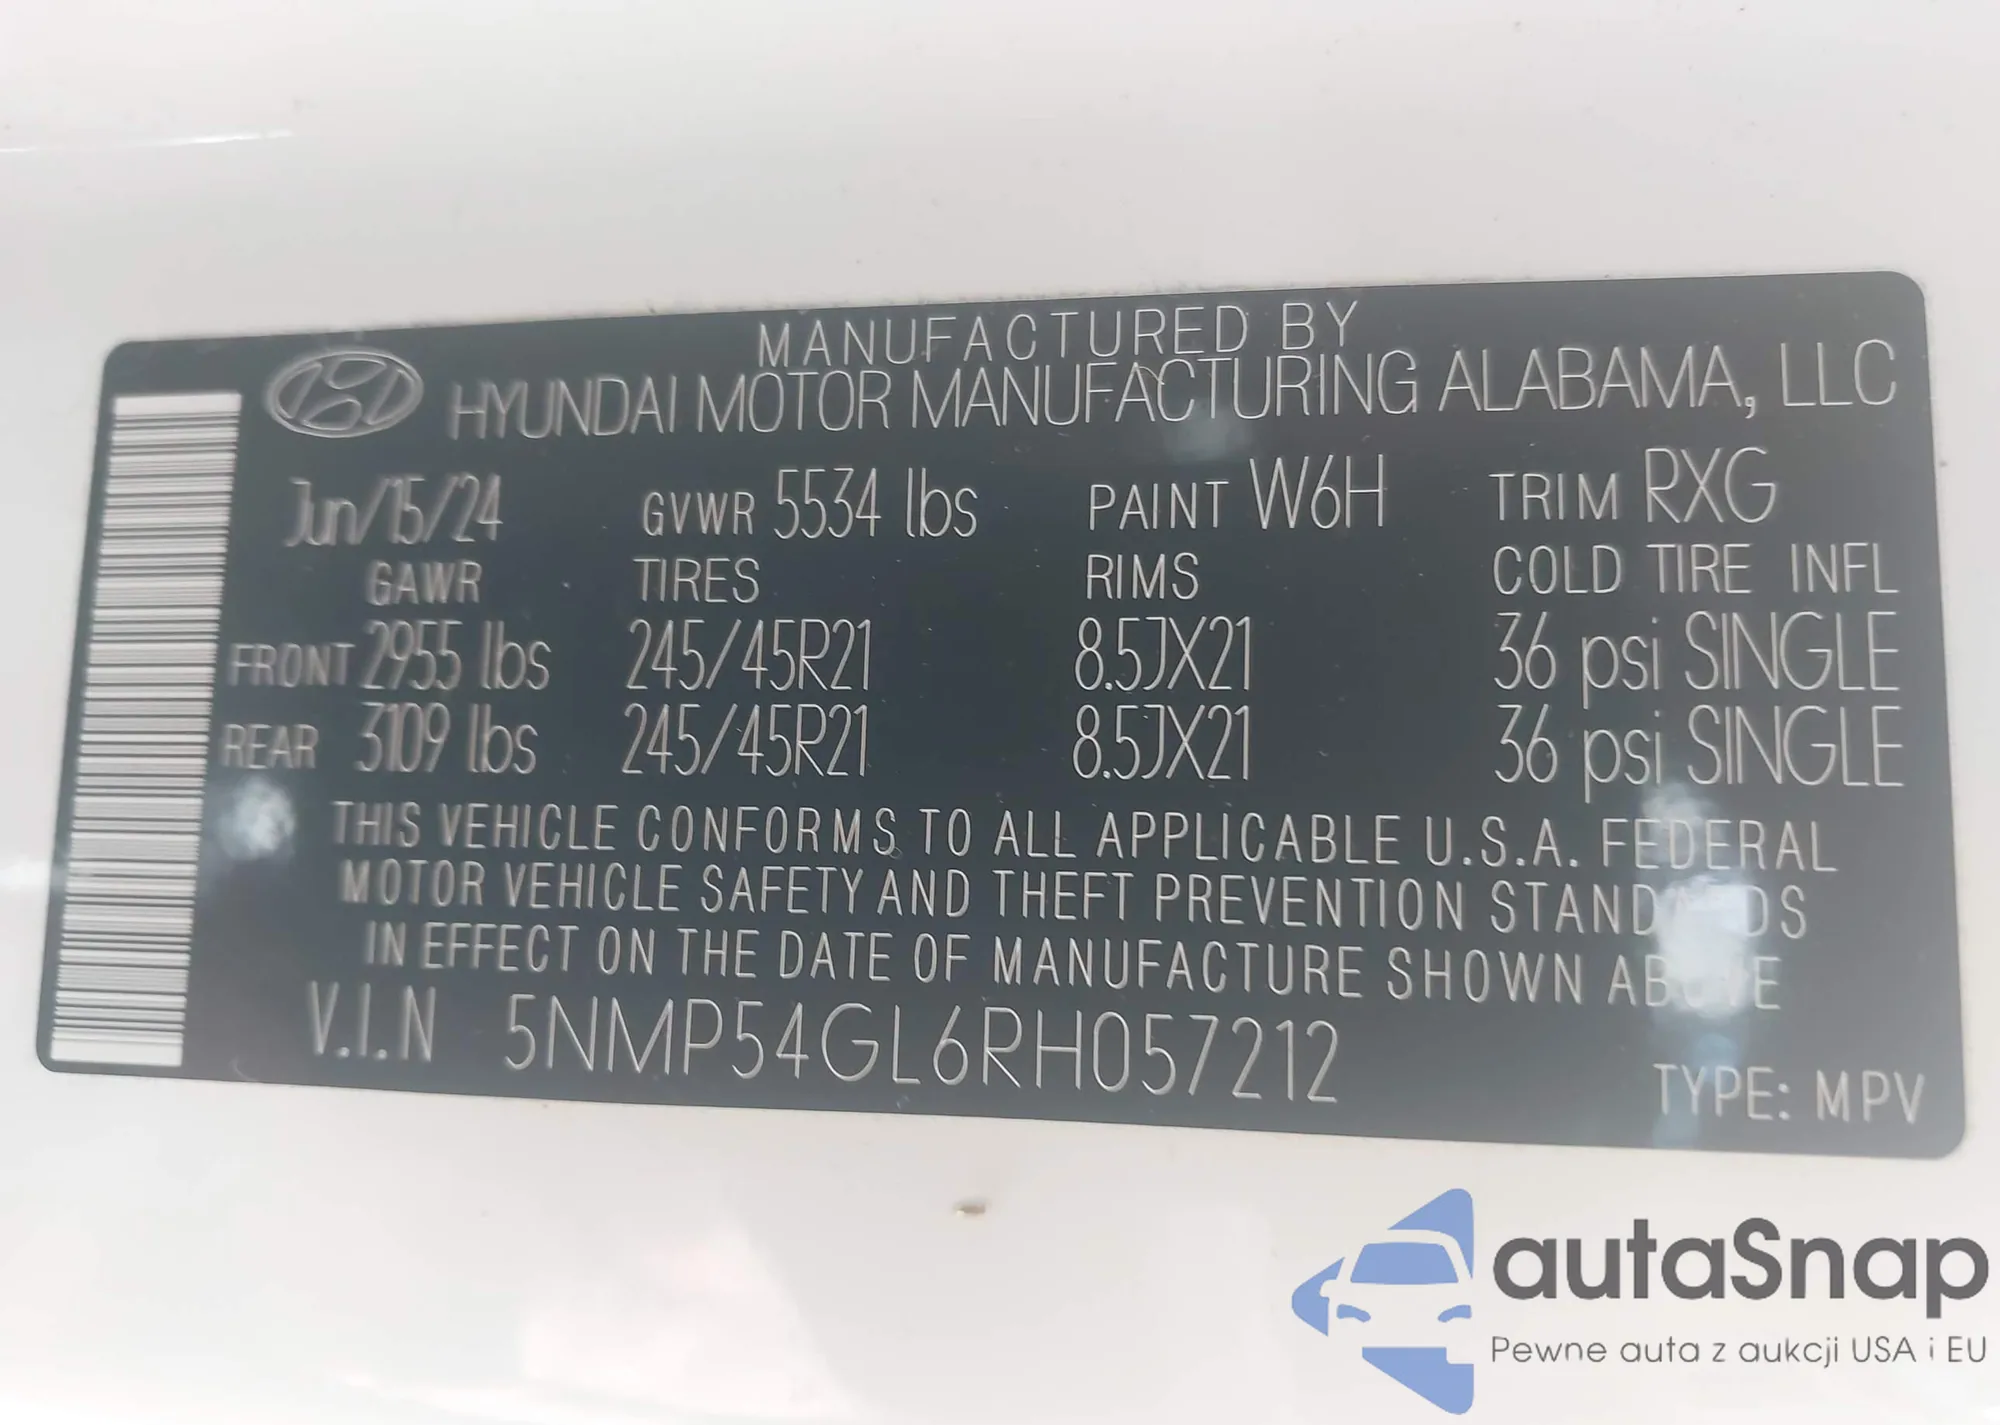 MANUFACTURED BY
HYUNDAI MOTOR MANUFACTURING ALABAMA, LLC
Jun/15/24 GVWR 5534 lbs PAINT W6H TRIM RXG
GAWR TIRES RIMS COLD TIRE INFL
FRONT 2955 lbs 245/45R21 8.5JX21 36 psi SINGLE
REAR 3109 lbs 245/45R21 8.5JX21 36 psi SINGLE
THIS VEHICLE CONFORMS TO ALL APPLICABLE U.S.A. FEDERAL
MOTOR VEHICLE SAFETY AND THEFT PREVENTION STANDARDS
IN EFFECT ON THE DATE OF MANUFACTURE SHOWN ABOVE
V.I.N 5NMP54GL6RH057212
TYPE: MPV
autaSnap
Pewne auta z aukcji USA i EU